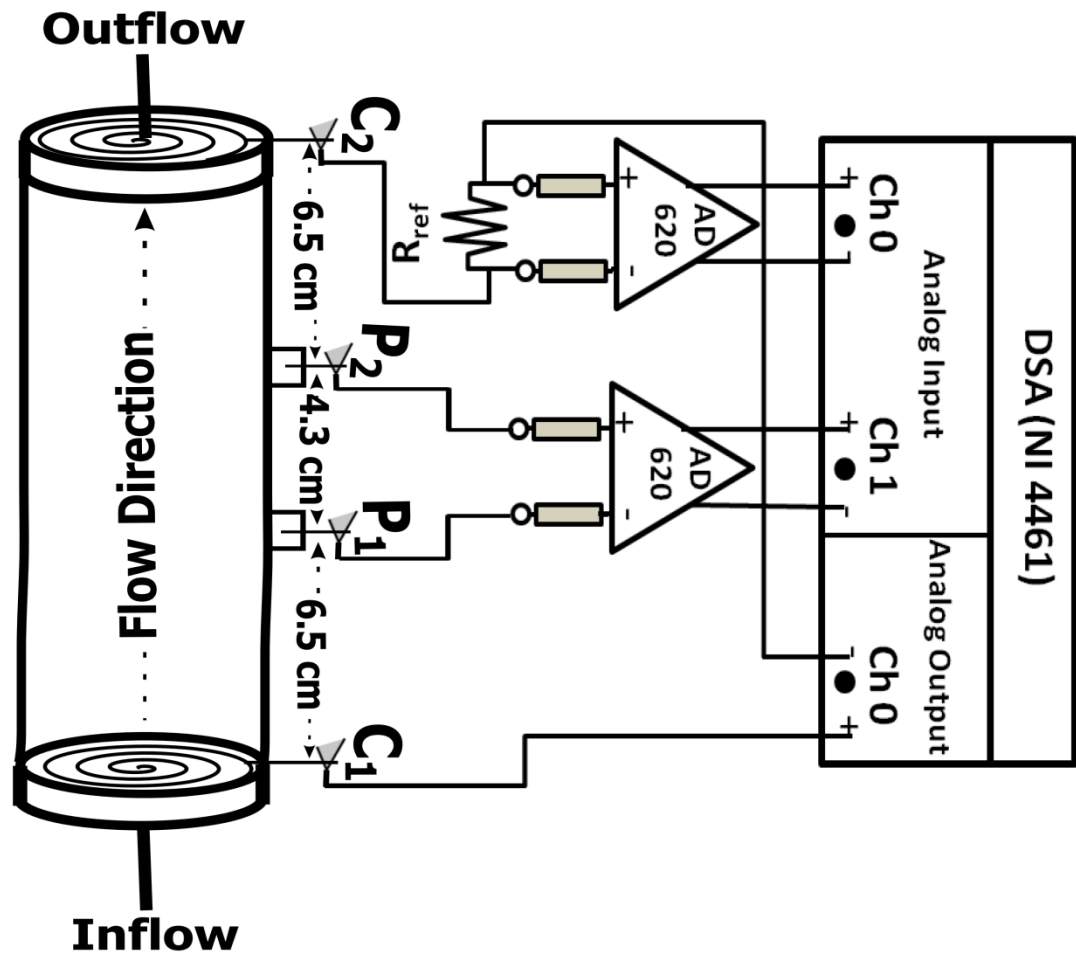 Outflow
C2
6.5 cm
Rref
+
-
AD
620
+
Ch 0
-
P2
4.3 cm
P1
+
-
AD
620
+
Ch 1
-
Analog Input
DSA (NI 4461)
Flow Direction
6.5 cm
C1
-
Ch 0
+
Analog Output
Inflow